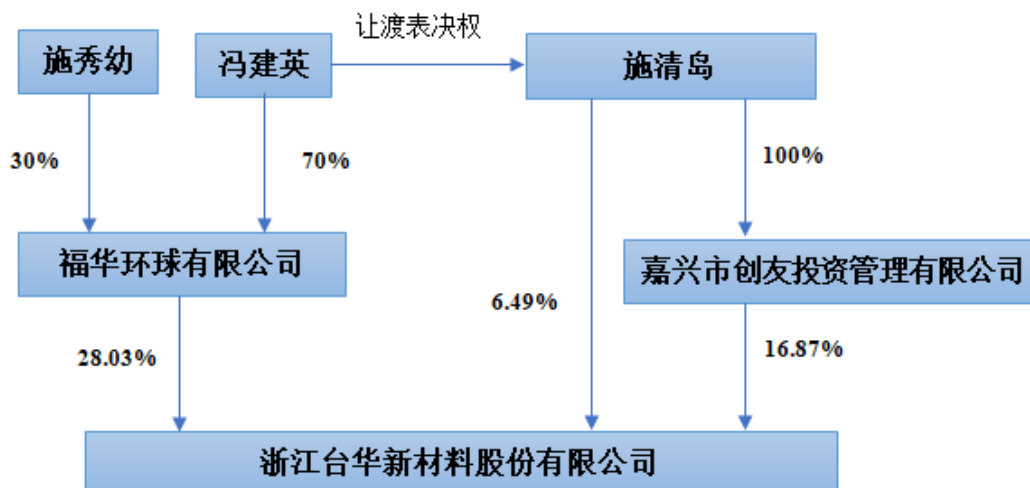 让渡表决权
施秀幼
冯建英
施清岛
30%
70%
100%
福华环球有限公司
嘉兴市创友投资管理有限公司
6.49%
28.03%
16.87%
浙江台华新材料股份有限公司